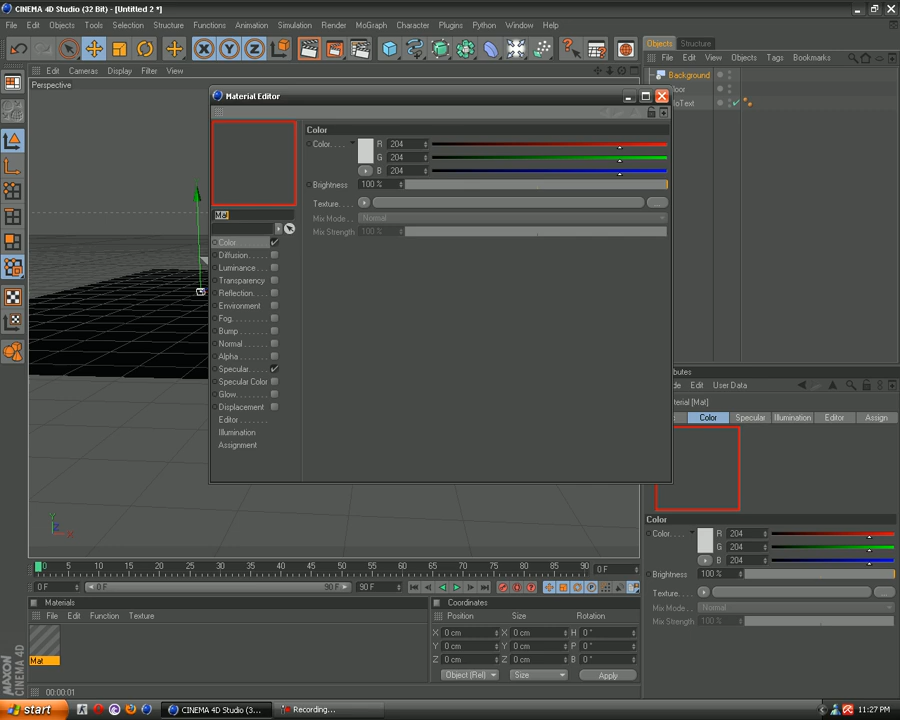 CINEMA 4D Studio (32 Bit) - [Untitled 2 *]
File Edit Objects Tools Selection Structure Functions Animation Simulation Render MoGraph Character Plugins Python Window Help
Objects Structure
File Edit View Objects Tags Bookmarks
Edit Cameras Display Filter View
Perspective
Background
Material Editor
Color
Color. . . .
R 204
G 204
B 204
Brightness 100 %
Texture. . . .
Mix Mode . . Normal
Mix Strength 100 %
Mat
Color
Diffusion
Luminance
Transparency
Reflection
Environment
Fog
Bump
Normal
Alpha
Specular
Specular Color
Glow
Displacement
Editor
Illumination
Assignment
Edit User Data
[Mat]
Color Specular Illumination Editor Assign
Color
Color. . . .
R 204
G 204
B 204
Brightness 100 %
Texture. . . .
Mix Mode . . Normal
Mix Strength 100 %
0 5 10 15 20 25 30 35 40 45 50 55 60 65 70 75 80 85 90 0 F
0 F 0 F 90 F 90 F
Materials
File Edit Function Texture
Mat
Coordinates
Position Size Rotation
X 0 cm X 0 cm H 0 °
Y 0 cm Y 0 cm P 0 °
Z 0 cm Z 0 cm B 0 °
Object (Rel) Size Apply
MAXON CINEMA 4D
00:00:01
start CINEMA 4D Studio (3... Recording... 11:27 PM